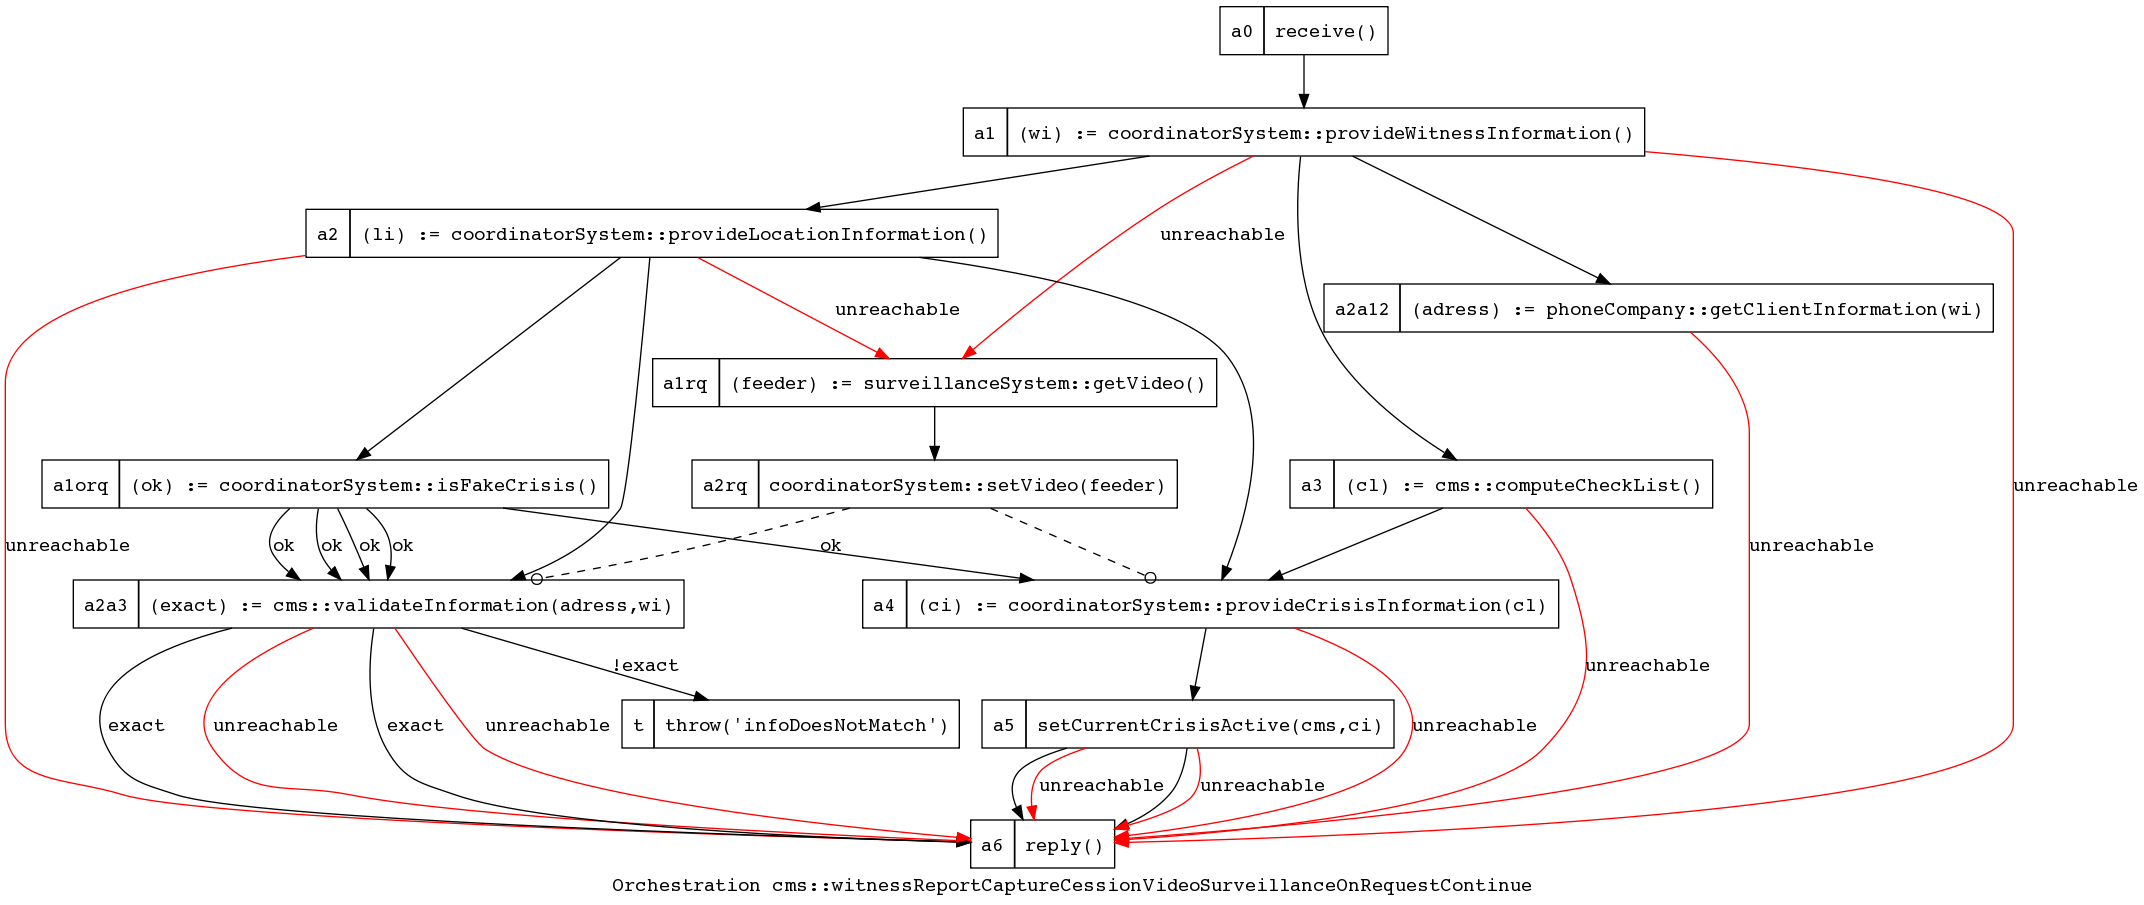 a0 receive()
a1 (wi) := coordinatorSystem::provideWitnessInformation()
a2 (li) := coordinatorSystem::provideLocationInformation()
unreachable
a2a12 (adress) := phoneCompany::getClientInformation(wi)
unreachable
a1rq (feeder) := surveillanceSystem::getVideo()
a1orq (ok) := coordinatorSystem::isFakeCrisis()
a2rq coordinatorSystem::setVideo(feeder)
a3 (cl) := cms::computeCheckList()
unreachable
unreachable
ok
ok
ok
ok
ok
unreachable
a2a3 (exact) := cms::validateInformation(adress,wi)
a4 (ci) := coordinatorSystem::provideCrisisInformation(cl)
!exact
unreachable
exact
unreachable
exact
unreachable
t throw('infoDoesNotMatch')
a5 setCurrentCrisisActive(cms,ci)
unreachable
unreachable
unreachable
a6 reply()
Orchestration cms::witnessReportCaptureCessionVideoSurveillanceOnRequestContinue